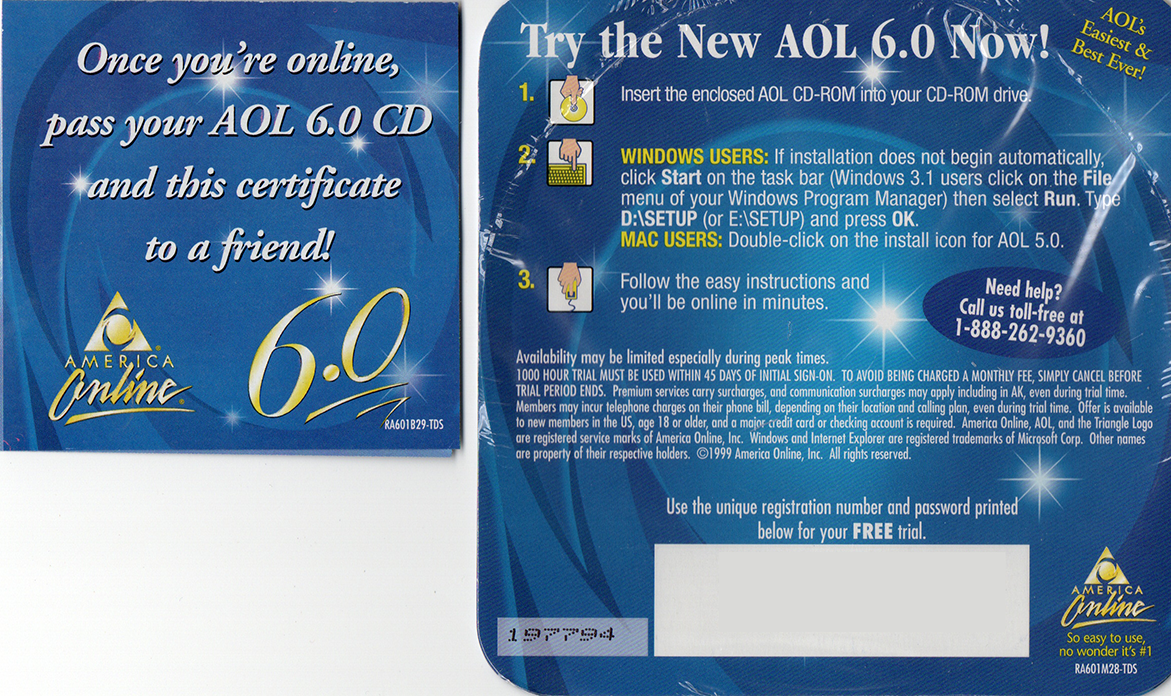 Once you're online,
pass your AOL 6.0 CD
and this certificate
to a friend!
AMERICA
Online
®
6.0
RA601B29-TDS
Try the New AOL 6.0 Now!
AOL's
Easiest &
Best Ever!
1.
Insert the enclosed AOL CD-ROM into your CD-ROM drive.
2.
WINDOWS USERS: If installation does not begin automatically,
click Start on the task bar (Windows 3.1 users click on the File
menu of your Windows Program Manager) then select Run. Type
D:\SETUP (or E:\SETUP) and press OK.
MAC USERS: Double-click on the install icon for AOL 5.0.
3.
Follow the easy instructions and
you'll be online in minutes.
Need help?
Call us toll-free at
1-888-262-9360
Availability may be limited especially during peak times.
1000 HOUR TRIAL MUST BE USED WITHIN 45 DAYS OF INITIAL SIGN-ON. TO AVOID BEING CHARGED A MONTHLY FEE, SIMPLY CANCEL BEFORE
TRIAL PERIOD ENDS. Premium services carry surcharges, and communication surcharges may apply including in AK, even during trial time.
Members may incur telephone charges on their phone bill, depending on their location and calling plan, even during trial time. Offer is available
to new members in the US, age 18 or older, and a major credit card or checking account is required. America Online, AOL, and the Triangle Logo
are registered service marks of America Online, Inc. Windows and Internet Explorer are registered trademarks of Microsoft Corp. Other names
are property of their respective holders. ©1999 America Online, Inc. All rights reserved.
Use the unique registration number and password printed
below for your FREE trial.
197794
AMERICA
Online
So easy to use,
no wonder it's #1
RA601M28-TDS